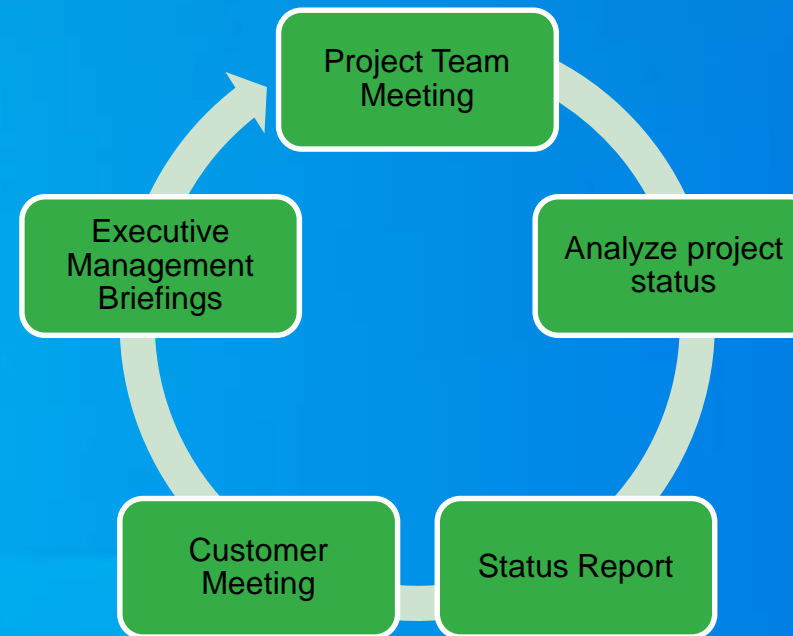 Project Team
Meeting
Analyze project
status
Status Report
Customer
Meeting
Executive
Management
Briefings